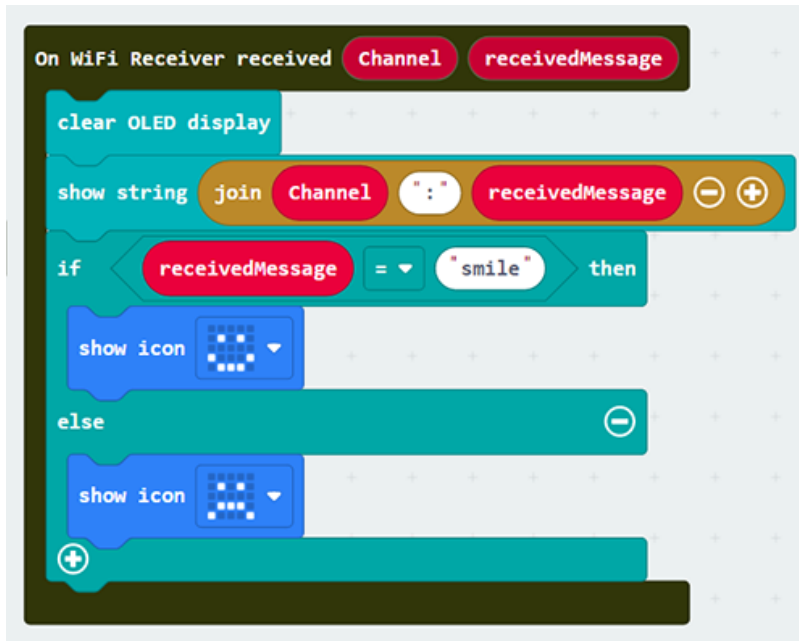 On WiFi Receiver received Channel receivedMessage
clear OLED display
show string join Channel ":" receivedMessage
if receivedMessage = "smile" then
show icon
else
show icon